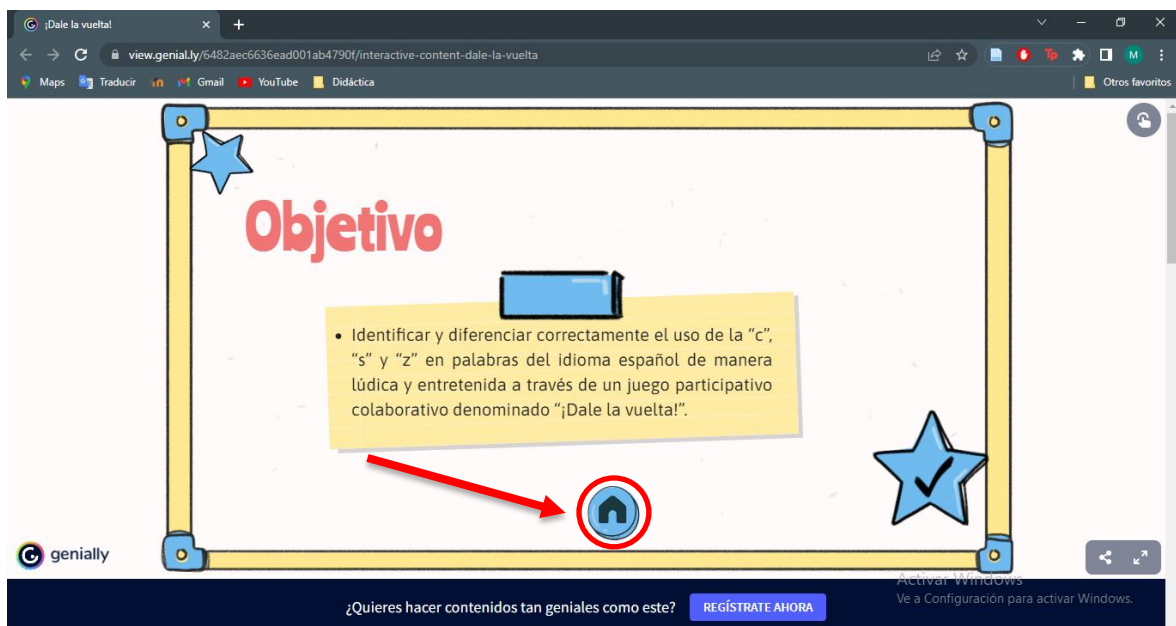 ¡Dale la vuelta!
view.genial.ly/6482aec6636ead001ab4790f/interactive-content-dale-la-vuelta
M
Maps Traducir Gmail YouTube Didáctica Otros favoritos
Objetivo
• Identificar y diferenciar correctamente el uso de la “c”,
“s” y “z” en palabras del idioma español de manera
lúdica y entretenida a través de un juego participativo
colaborativo denominado “¡Dale la vuelta!”.
genially
Activar Windows
Ve a Configuración para activar Windows.
¿Quieres hacer contenidos tan geniales como este? REGÍSTRATE AHORA